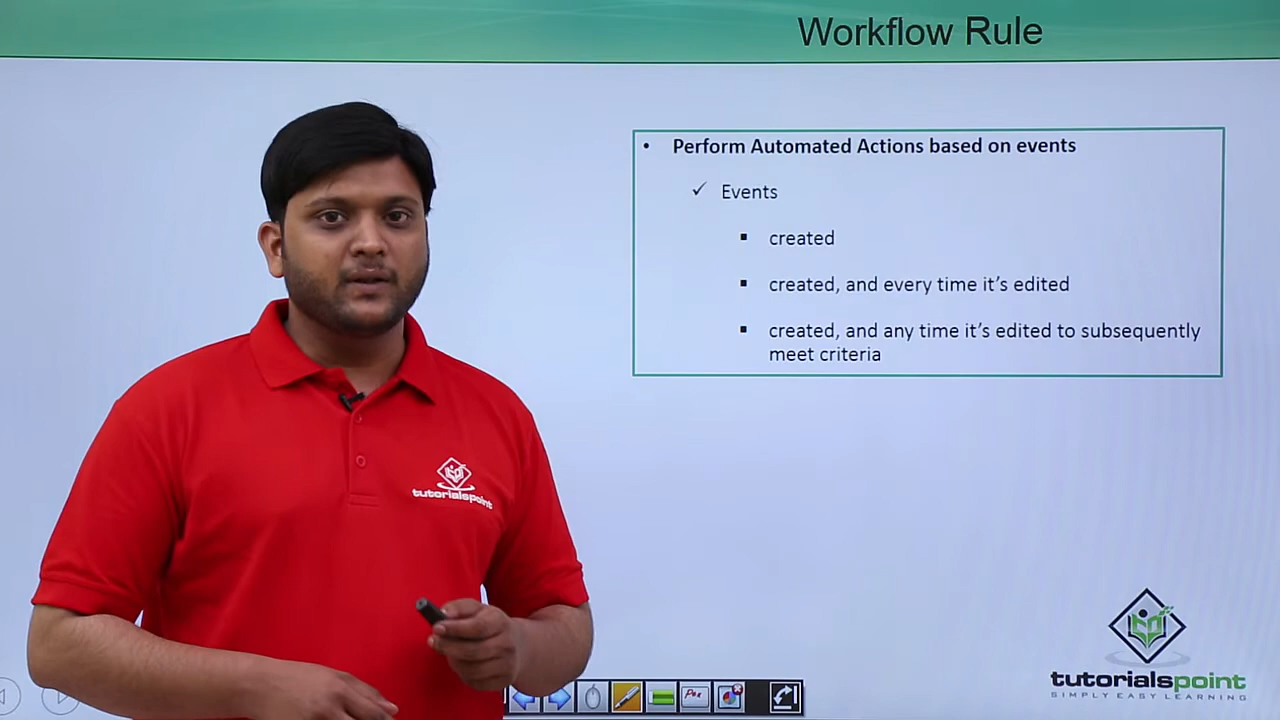 Workflow Rule
• Perform Automated Actions based on events
✓ Events
▪ created
▪ created, and every time it’s edited
▪ created, and any time it’s edited to subsequently
meet criteria
tutorialspoint
tutorialspoint
SIMPLY EASY LEARNING